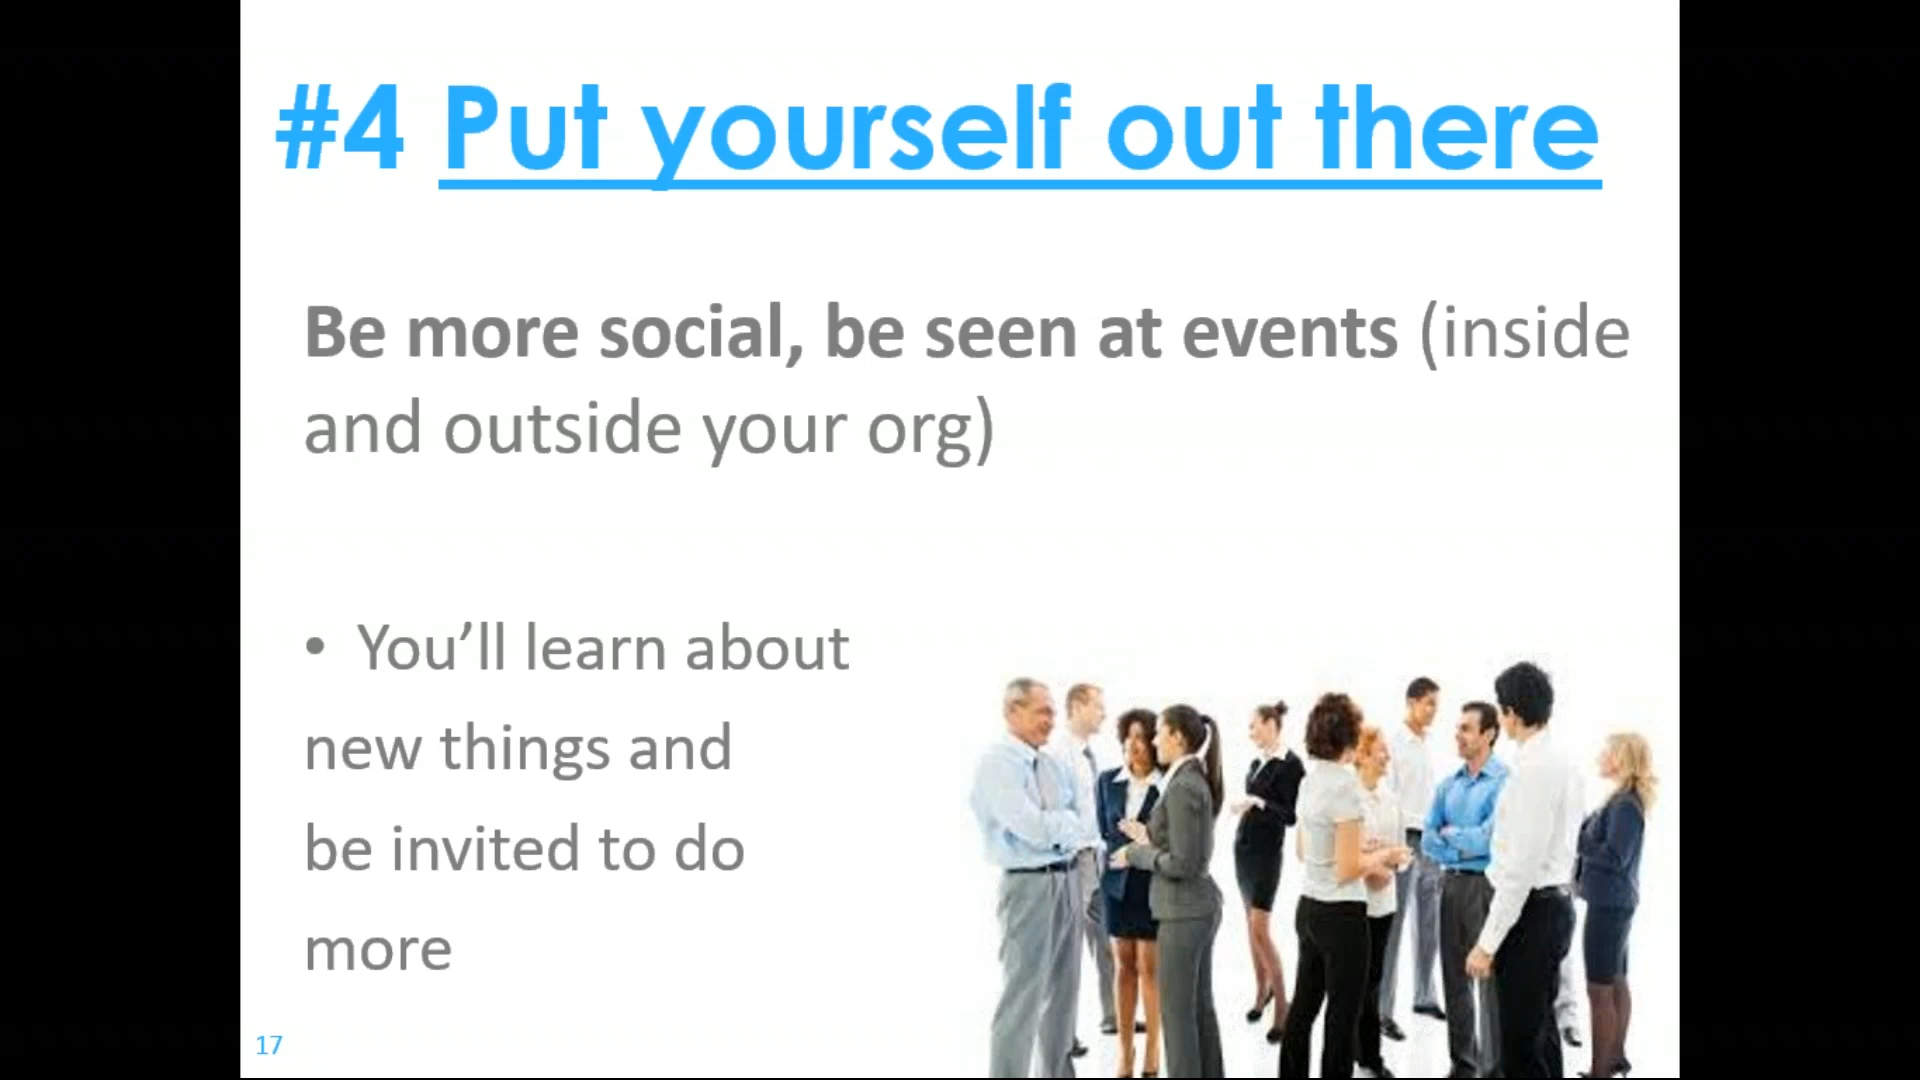 #4 Put yourself out there
Be more social, be seen at events (inside
and outside your org)
• You’ll learn about
new things and
be invited to do
more
17